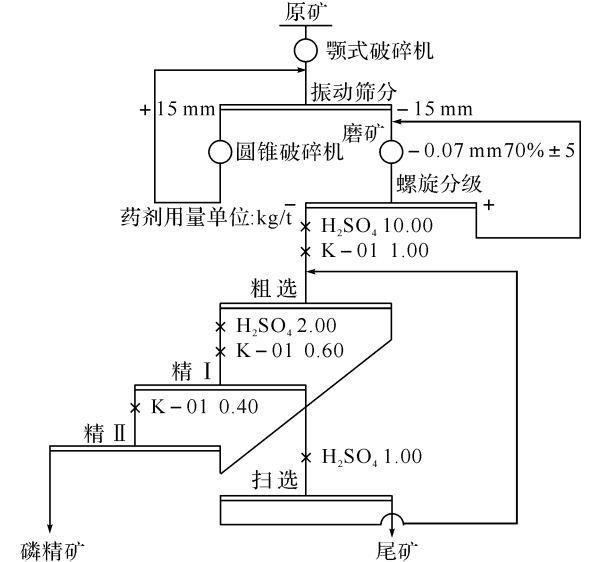 原矿
颚式破碎机
振动筛分
+15 mm
-15 mm
磨矿
圆锥破碎机
-0.07 mm70%±5
螺旋分级
- +
药剂用量单位:kg/t
H₂SO₄ 10.00
K-01 1.00
粗选
H₂SO₄ 2.00
K-01 0.60
精 Ⅰ
K-01 0.40
精 Ⅱ
H₂SO₄ 1.00
扫选
磷精矿
尾矿